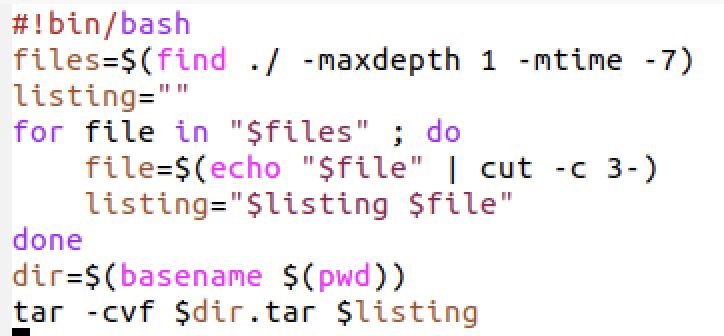 #!bin/bash
files=$(find ./ -maxdepth 1 -mtime -7)
listing=""
for file in "$files" ; do
    file=$(echo "$file" | cut -c 3-)
    listing="$listing $file"
done
dir=$(basename $(pwd))
tar -cvf $dir.tar $listing